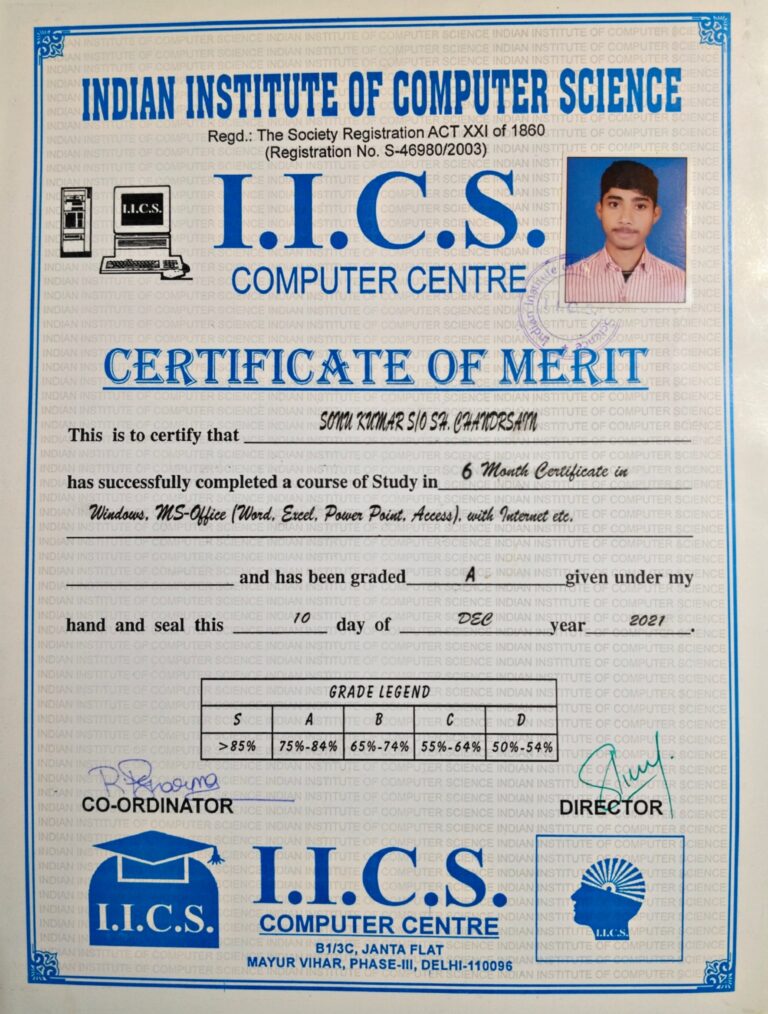 INDIAN INSTITUTE OF COMPUTER SCIENCE
Regd.: The Society Registration ACT XXI of 1860
(Registration No. S-46980/2003)
I.I.C.S.
I.I.C.S.
COMPUTER CENTRE
Indian Institute of
I.I.C.S.
Science
CERTIFICATE OF MERIT
This is to certify that SONU KUMAR S/O SH. CHANDRSAIN
has successfully completed a course of Study in 6 Month Certificate in
Windows, MS-Office (Word, Excel, Power Point, Access), with Internet etc.
and has been graded A given under my
hand and seal this 10 day of DEC year 2021.
GRADE LEGEND
S A B C D
>85% 75%-84% 65%-74% 55%-64% 50%-54%
CO-ORDINATOR DIRECTOR
I.I.C.S.
I.I.C.S.
COMPUTER CENTRE
B1/3C, JANTA FLAT
MAYUR VIHAR, PHASE-III, DELHI-110096
I.I.C.S.